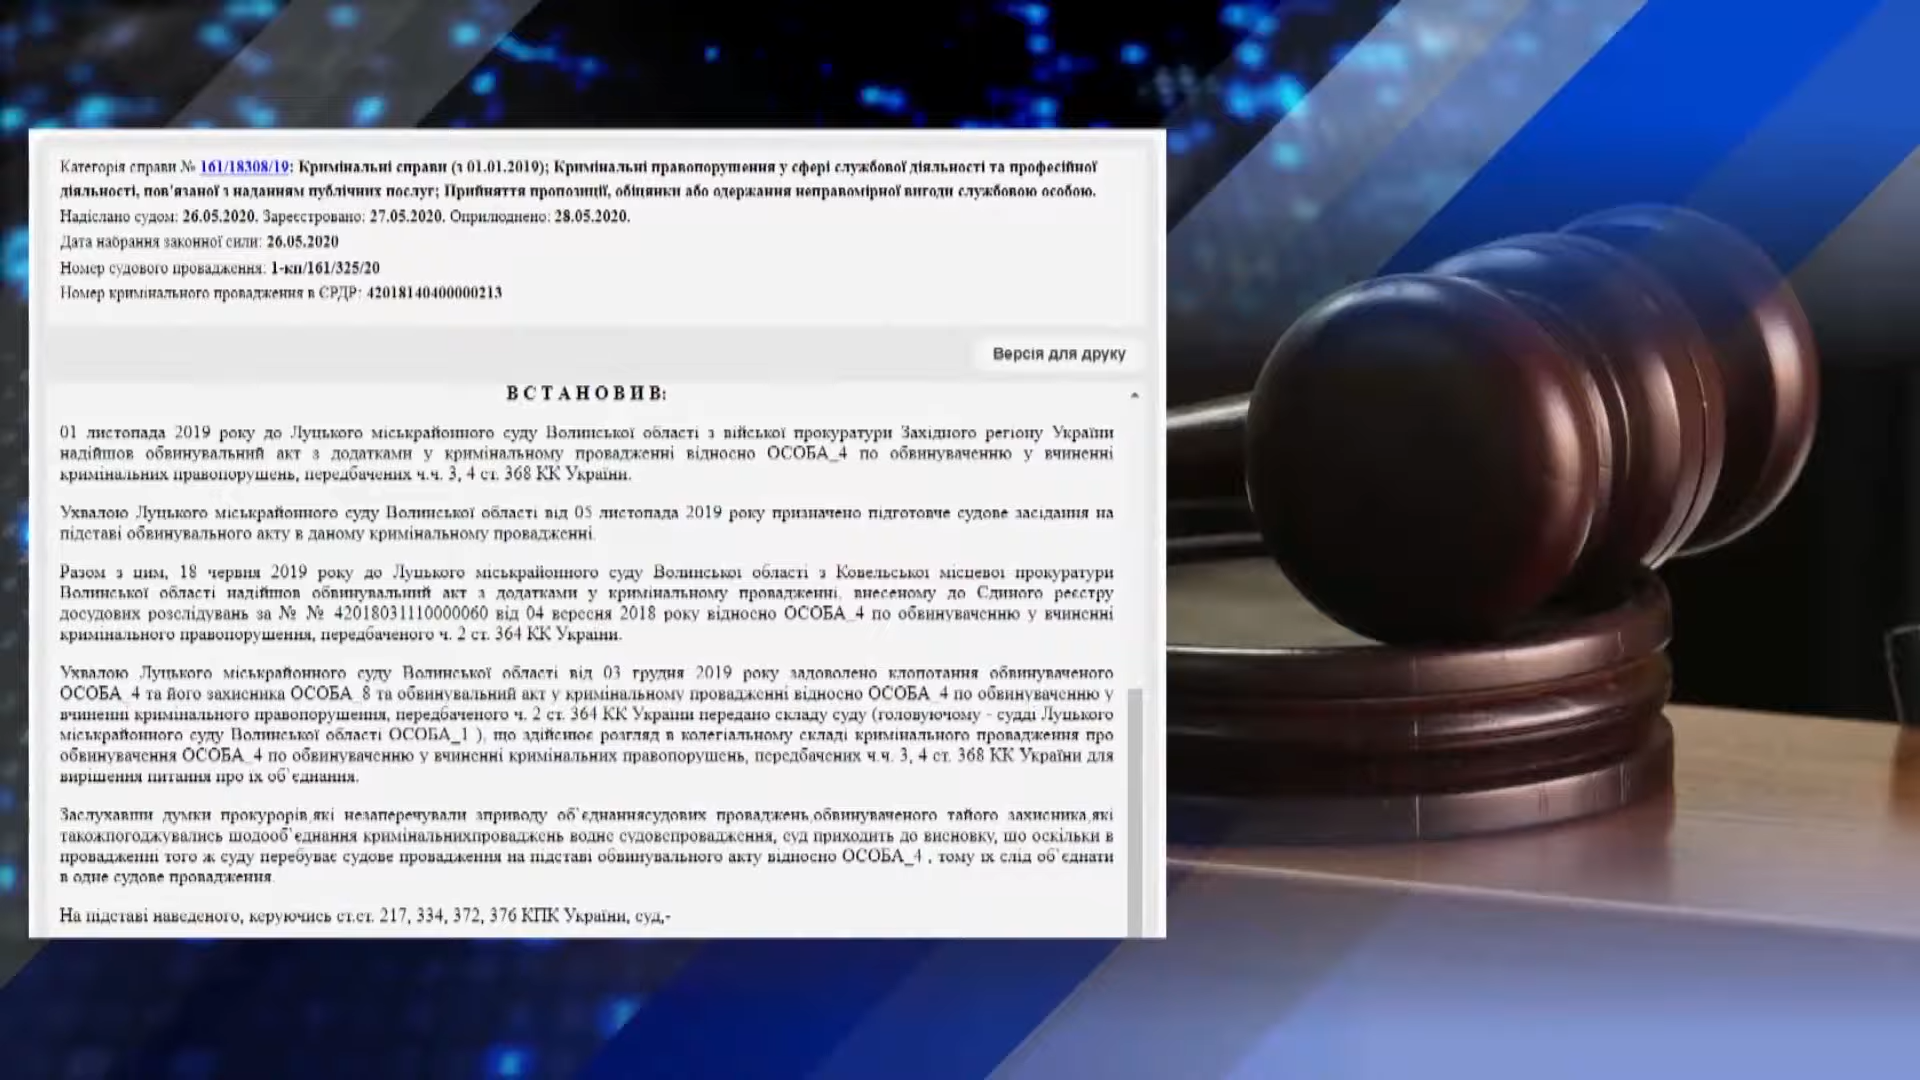 Категорія справи № 161/18308/19: Кримінальні справи (з 01.01.2019); Кримінальні правопорушення у сфері службової діяльності та професійної
діяльності, пов'язаної з наданням публічних послуг; Прийняття пропозиції, обіцянки або одержання неправомірної вигоди службовою особою.
Надіслано судом: 26.05.2020. Зареєстровано: 27.05.2020. Оприлюднено: 28.05.2020.
Дата набрання законної сили: 26.05.2020
Номер судового провадження: 1-кп/161/325/20
Номер кримінального провадження в ЄРДР: 42018140400000213
Версія для друку
В С Т А Н О В И В:
01 листопада 2019 року до Луцького міськрайонного суду Волинської області з війської прокуратури Західного регіону України
надійшов обвинувальний акт з додатками у кримінальному провадженні відносно ОСОБА_4 по обвинуваченню у вчиненні
кримінальних правопорушень, передбачених ч.ч. 3, 4 ст. 368 КК України.
Ухвалою Луцького міськрайонного суду Волинської області від 05 листопада 2019 року призначено підготовче судове засідання на
підставі обвинувального акту в даному кримінальному провадженні.
Разом з цим, 18 червня 2019 року до Луцького міськрайонного суду Волинської області з Ковельської місцевої прокуратури
Волинської області надійшов обвинувальний акт з додатками у кримінальному провадженні, внесеному до Єдиного реєстру
досудових розслідувань за № № 42018031110000060 від 04 вересня 2018 року відносно ОСОБА_4 по обвинуваченню у вчиненні
кримінального правопорушення, передбаченого ч. 2 ст. 364 КК України.
Ухвалою Луцького міськрайонного суду Волинської області від 03 грудня 2019 року задоволено клопотання обвинуваченого
ОСОБА_4 та його захисника ОСОБА_8 та обвинувальний акт у кримінальному провадженні відносно ОСОБА_4 по обвинуваченню у
вчиненні кримінального правопорушення, передбаченого ч. 2 ст. 364 КК України передано складу суду (головуючому - судді Луцького
міськрайонного суду Волинської області ОСОБА_1 ), що здійснює розгляд в колегіальному складі кримінального провадження про
обвинувачення ОСОБА_4 по обвинуваченню у вчиненні кримінальних правопорушень, передбачених ч.ч. 3, 4 ст. 368 КК України для
вирішення питання про їх об`єднання.
Заслухавши думки прокурорів,які незаперечували зприводу об`єднаннясудових проваджень,обвинуваченого тайого захисника,які
такожпогоджувались щодооб`єднання кримінальнихпроваджень водне судовепровадження, суд приходить до висновку, що оскільки в
провадженні того ж суду перебуває судове провадження на підставі обвинувального акту відносно ОСОБА_4 , тому їх слід об`єднати
в одне судове провадження.
На підставі наведеного, керуючись ст.ст. 217, 334, 372, 376 КПК України, суд,-